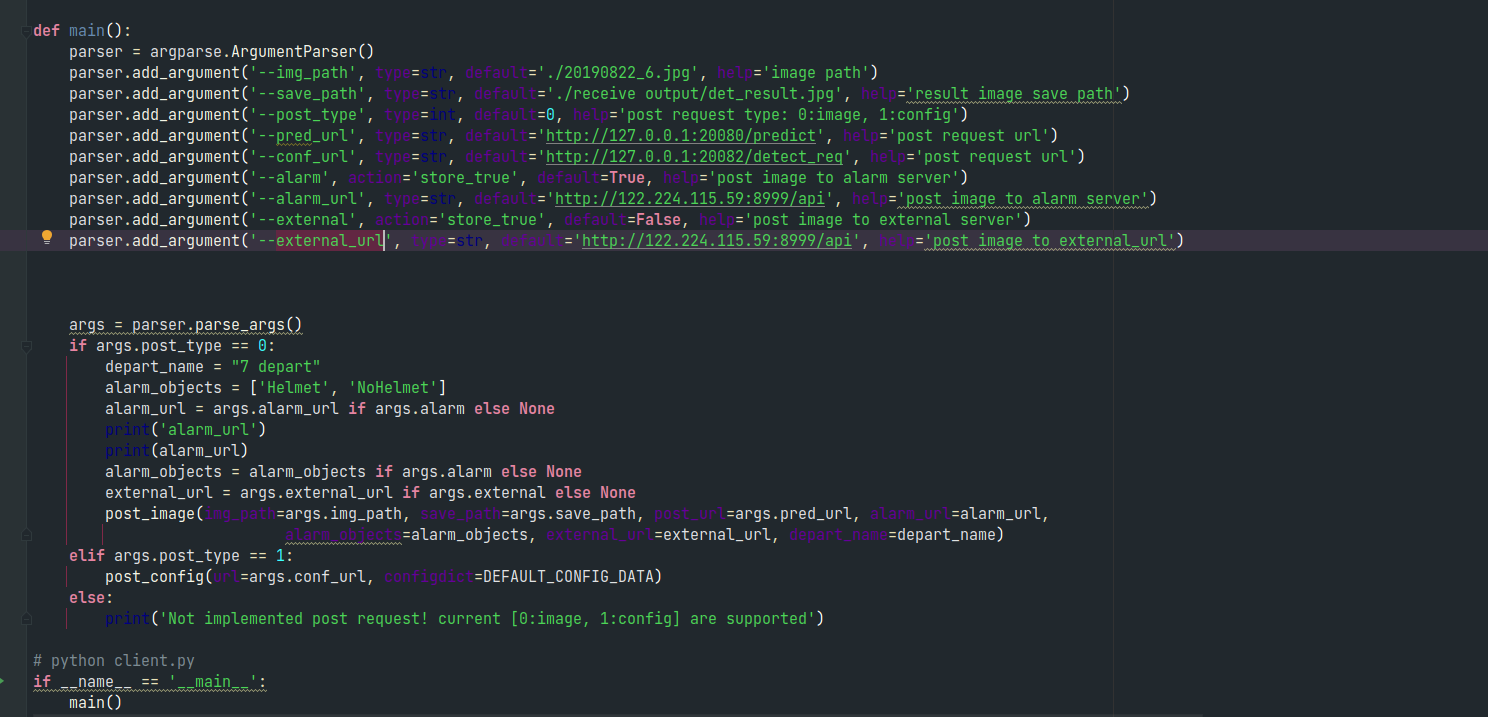 def main():
    parser = argparse.ArgumentParser()
    parser.add_argument('--img_path', type=str, default='./20190822_6.jpg', help='image path')
    parser.add_argument('--save_path', type=str, default='./receive output/det_result.jpg', help='result image save path')
    parser.add_argument('--post_type', type=int, default=0, help='post request type: 0:image, 1:config')
    parser.add_argument('--pred_url', type=str, default='http://127.0.0.1:20080/predict', help='post request url')
    parser.add_argument('--conf_url', type=str, default='http://127.0.0.1:20082/detect_req', help='post request url')
    parser.add_argument('--alarm', action='store_true', default=True, help='post image to alarm server')
    parser.add_argument('--alarm_url', type=str, default='http://122.224.115.59:8999/api', help='post image to alarm server')
    parser.add_argument('--external', action='store_true', default=False, help='post image to external server')
    parser.add_argument('--external_url', type=str, default='http://122.224.115.59:8999/api', help='post image to external_url')
    args = parser.parse_args()
    if args.post_type == 0:
        depart_name = "7 depart"
        alarm_objects = ['Helmet', 'NoHelmet']
        alarm_url = args.alarm_url if args.alarm else None
        print('alarm_url')
        print(alarm_url)
        alarm_objects = alarm_objects if args.alarm else None
        external_url = args.external_url if args.external else None
        post_image(img_path=args.img_path, save_path=args.save_path, post_url=args.pred_url, alarm_url=alarm_url,
                            alarm_objects=alarm_objects, external_url=external_url, depart_name=depart_name)
    elif args.post_type == 1:
        post_config(url=args.conf_url, configdict=DEFAULT_CONFIG_DATA)
    else:
        print('Not implemented post request! current [0:image, 1:config] are supported')
# python client.py
if __name__ == '__main__':
    main()